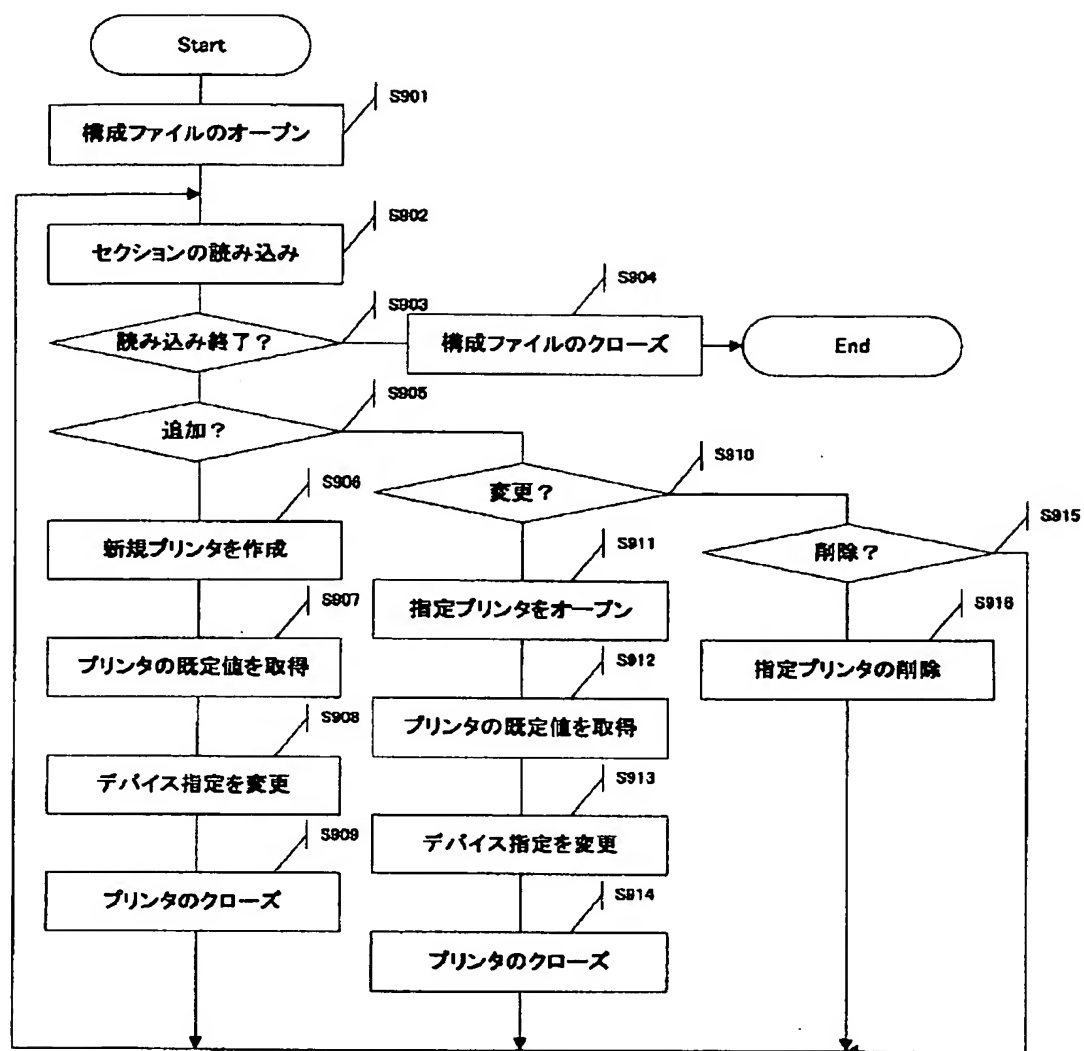 Start
S901
構成ファイルのオープン
S902
セクションの読み込み
S903
読み込み終了？
S904
構成ファイルのクローズ
End
S905
追加？
S910
変更？
S906
新規プリンタを作成
S915
削除？
S911
指定プリンタをオープン
S907
プリンタの既定値を取得
S916
指定プリンタの削除
S912
プリンタの既定値を取得
S908
デバイス指定を変更
S913
デバイス指定を変更
S909
プリンタのクローズ
S914
プリンタのクローズ